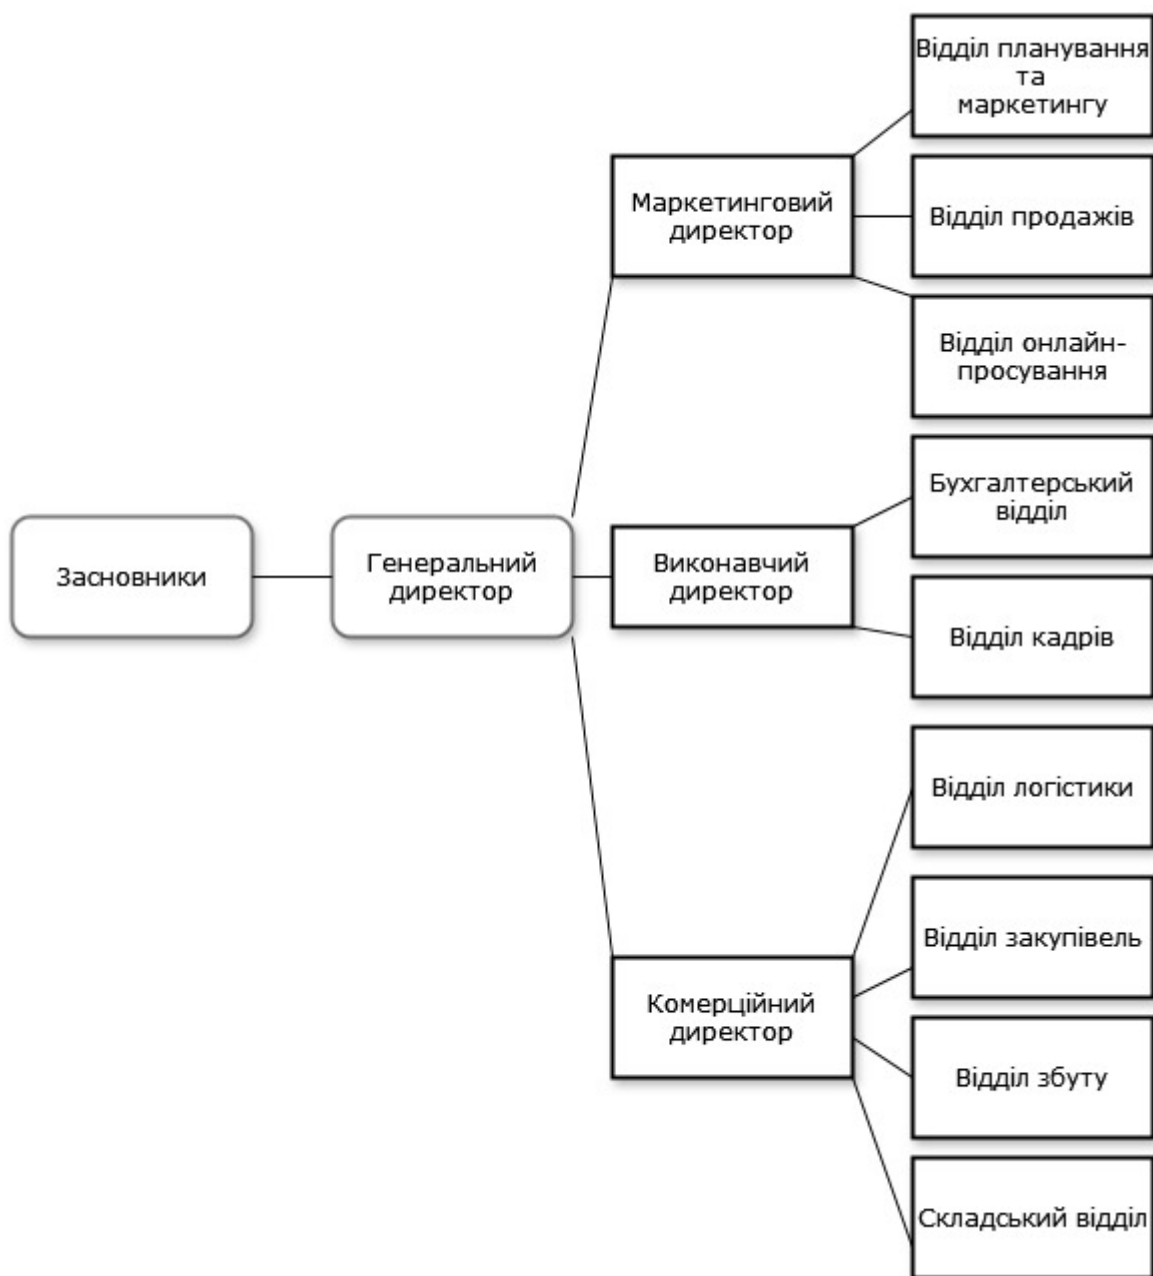 Відділ планування
та
маркетингу
Маркетинговий
директор
Відділ продажів
Відділ онлайн-
просування
Бухгалтерський
відділ
Засновники
Генеральний
директор
Виконавчий
директор
Відділ кадрів
Відділ логістики
Відділ закупівель
Комерційний
директор
Відділ збуту
Складський відділ